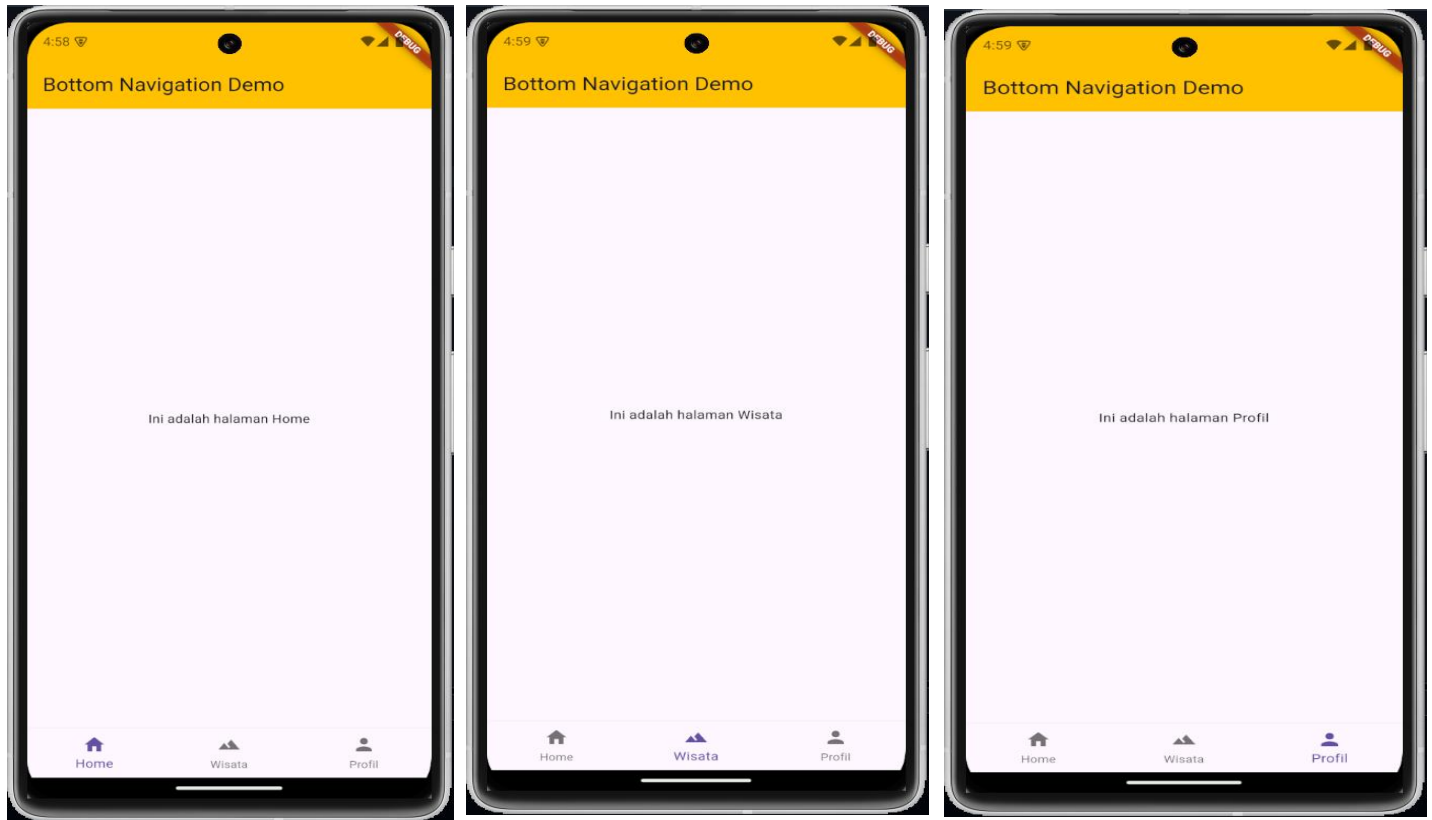 4:58
DEBUG
Bottom Navigation Demo
Ini adalah halaman Home
Home
Wisata
Profil
4:59
DEBUG
Bottom Navigation Demo
Ini adalah halaman Wisata
Home
Wisata
Profil
4:59
DEBUG
Bottom Navigation Demo
Ini adalah halaman Profil
Home
Wisata
Profil